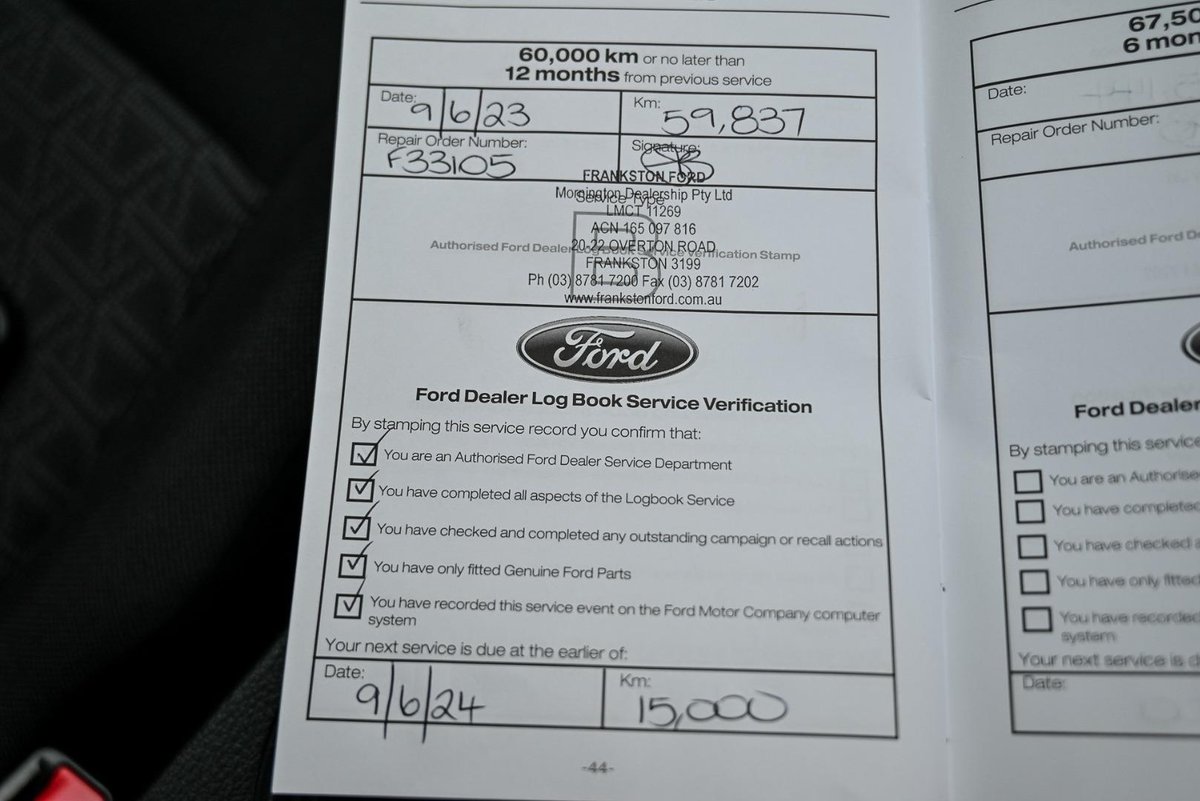 60,000 km or no later than
12 months from previous service
Date: 9/6/23
Km: 59,837
Repair Order Number: F33105
Signature:
FRANKSTON FORD
Mornington Dealership Pty Ltd
Service Type
LMCT 11269
ACN 165 097 816
B
20-22 OVERTON ROAD
Authorised Ford Dealer Log Book Service Verification Stamp
FRANKSTON 3199
Ph (03) 8781 7200 Fax (03) 8781 7202
www.frankstonford.com.au
Ford
Ford Dealer Log Book Service Verification
By stamping this service record you confirm that:
You are an Authorised Ford Dealer Service Department
You have completed all aspects of the Logbook Service
You have checked and completed any outstanding campaign or recall actions
You have only fitted Genuine Ford Parts
You have recorded this service event on the Ford Motor Company computer
system
Your next service is due at the earlier of:
Date: 9/6/24
Km: 15,000
-44-
67,50
6 mon
Date:
Repair Order Number:
Authorised Ford D
Ford Dealer
By stamping this service
You are an Authorise
You have completed
You have checked a
You have only fitted
You have recorded
system
Your next service is d
Date: